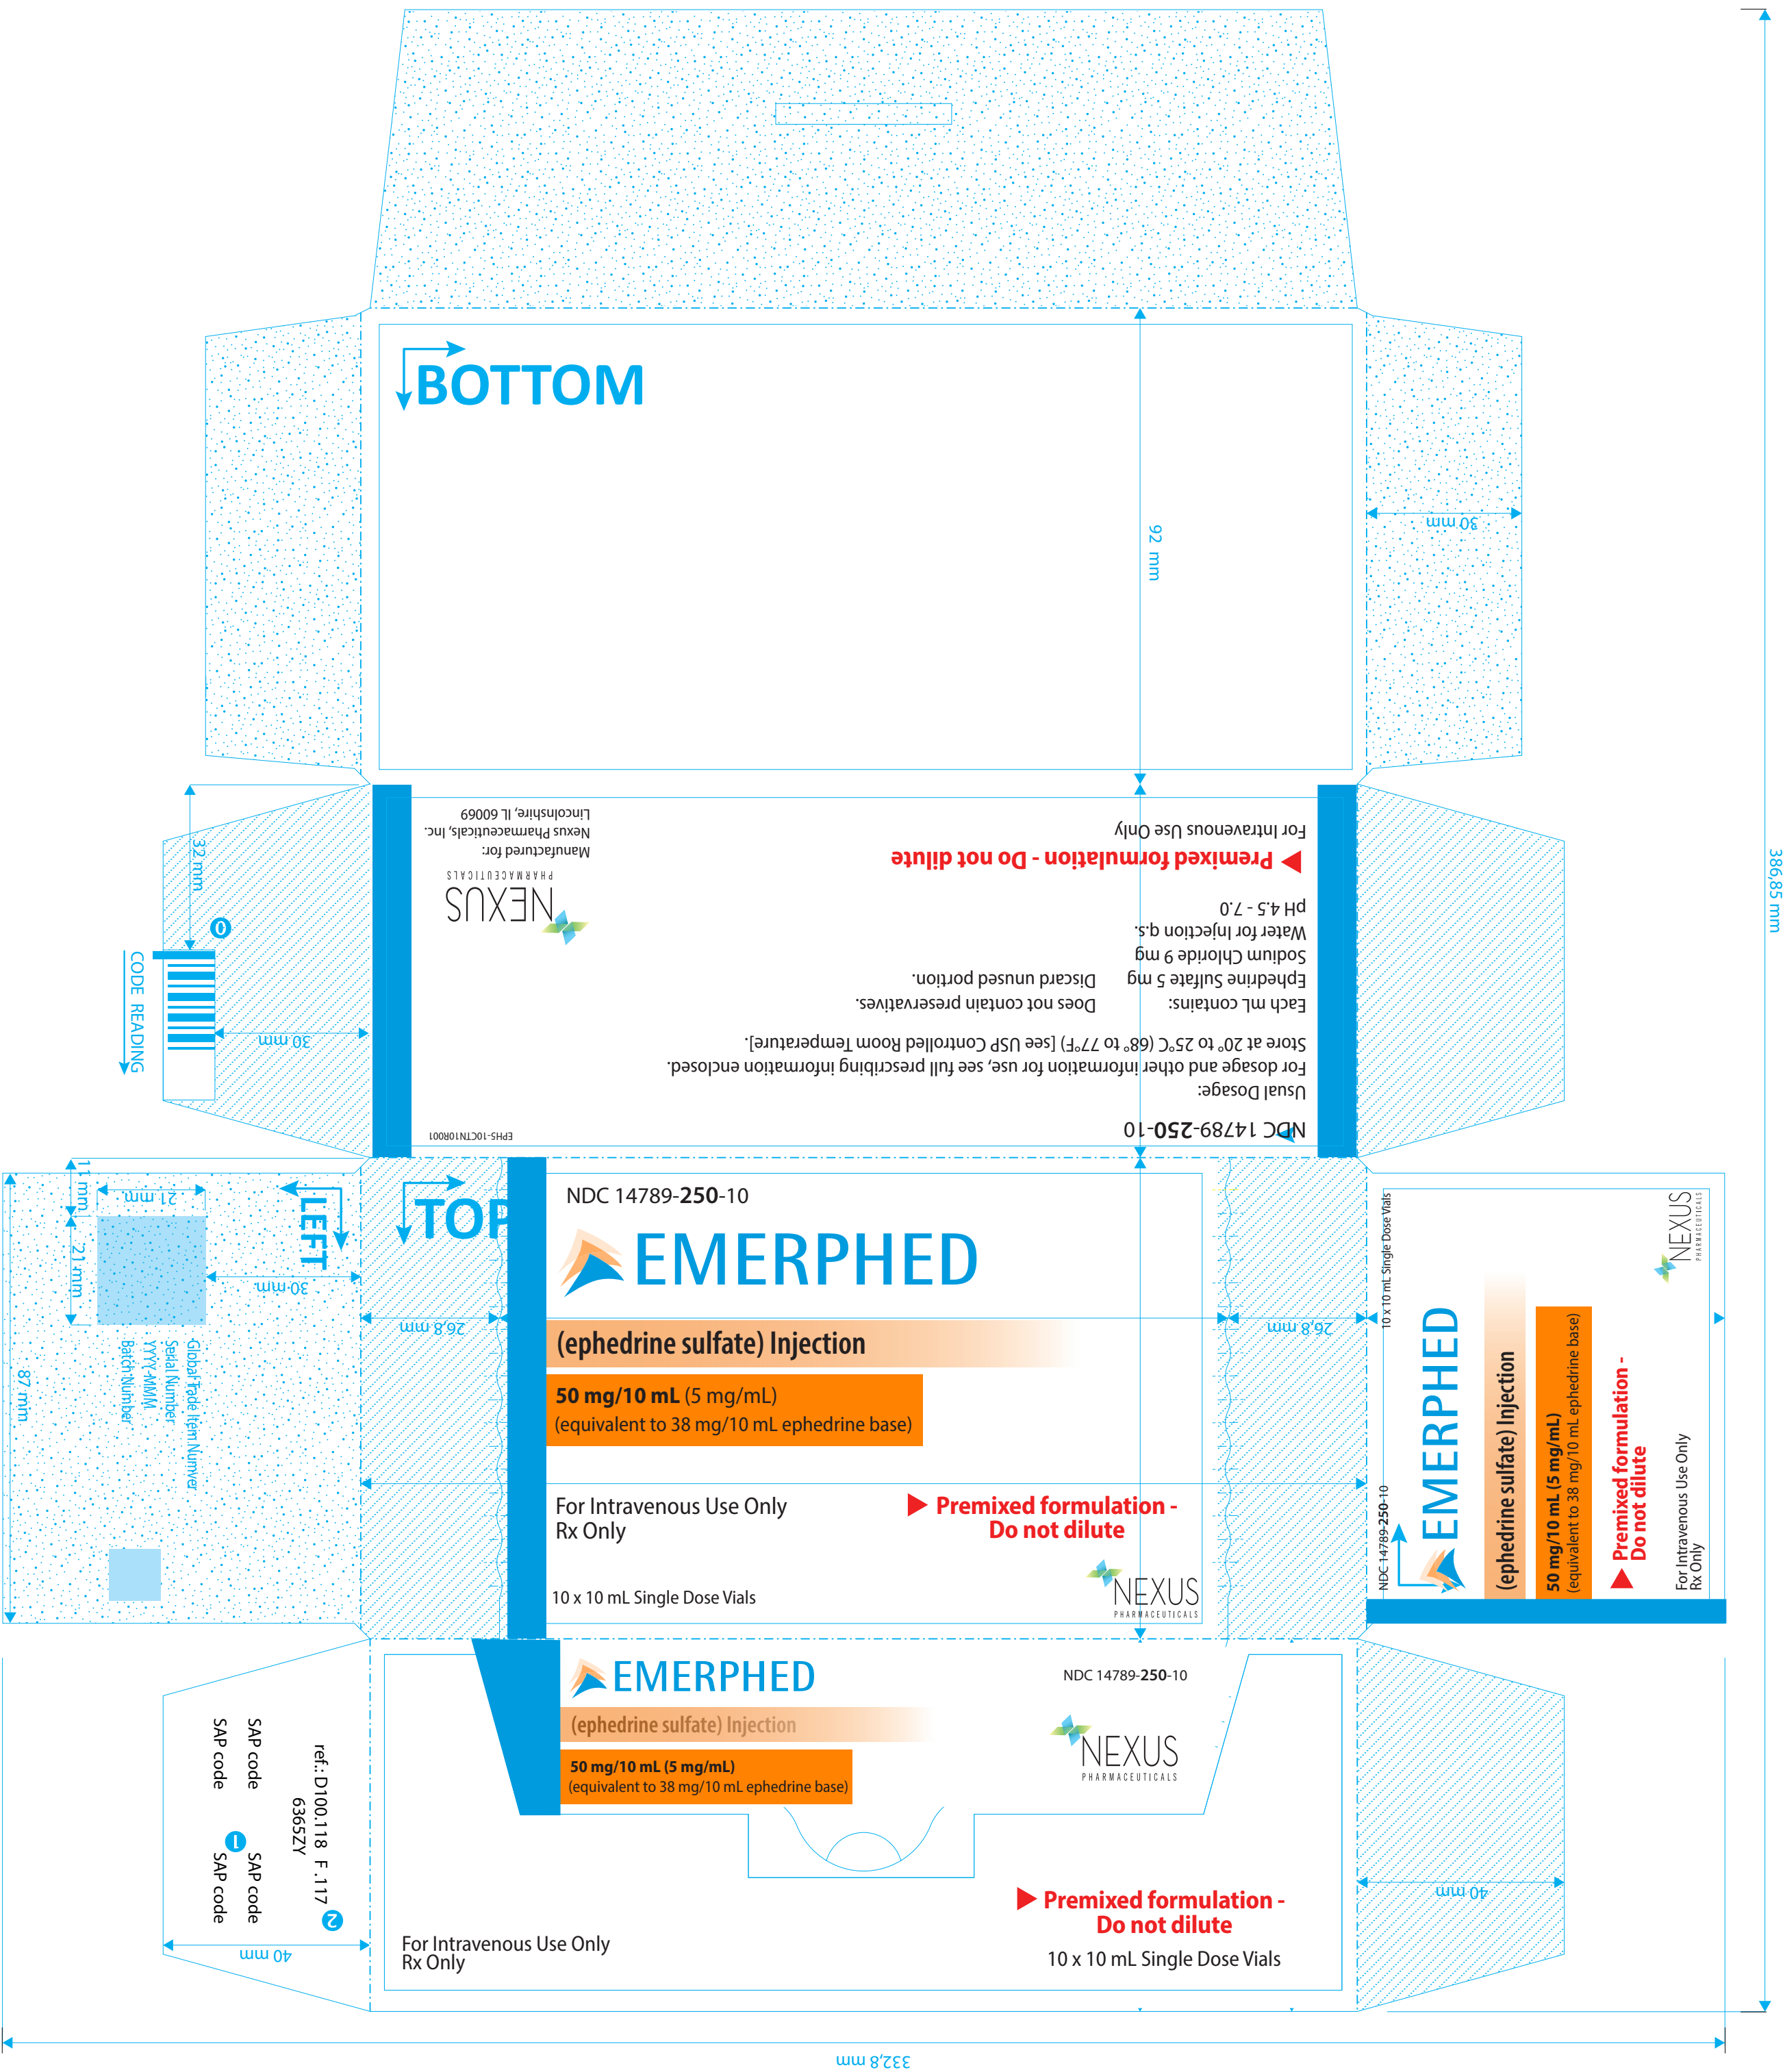 BOTTOM
92 mm
30 mm
386,85 mm
NDC 14789-250-10
EPHS-10CTN10R001
Usual Dosage:
For dosage and other information for use, see full prescribing information enclosed.
Store at 20° to 25°C (68° to 77°F) [see USP Controlled Room Temperature].
Each mL contains:
Ephedrine Sulfate 5 mg
Sodium Chloride 9 mg
Water for Injection q.s.
pH 4.5 - 7.0
Does not contain preservatives.
Discard unused portion.
Premixed formulation - Do not dilute
For Intravenous Use Only
NEXUS
PHARMACEUTICALS
Manufactured for:
Nexus Pharmaceuticals, Inc.
Lincolnshire, IL 60069
32 mm
0
CODE READING
30 mm
11 mm
21 mm
21 mm
30 mm
87 mm
LEFT
Global Trade Item Numver
Serial Number
YYYY-MMM
Batch Number
TOP
26,8 mm
NDC 14789-250-10
EMERPHED
(ephedrine sulfate) Injection
50 mg/10 mL (5 mg/mL)
(equivalent to 38 mg/10 mL ephedrine base)
For Intravenous Use Only
Rx Only
Premixed formulation -
Do not dilute
10 x 10 mL Single Dose Vials
NEXUS
PHARMACEUTICALS
26,8 mm
NDC 14789-250-10
10 x 10 mL Single Dose Vials
EMERPHED
(ephedrine sulfate) Injection
50 mg/10 mL (5 mg/mL)
(equivalent to 38 mg/10 mL ephedrine base)
Premixed formulation -
Do not dilute
For Intravenous Use Only
Rx Only
NEXUS
PHARMACEUTICALS
EMERPHED
NDC 14789-250-10
(ephedrine sulfate) Injection
50 mg/10 mL (5 mg/mL)
(equivalent to 38 mg/10 mL ephedrine base)
NEXUS
PHARMACEUTICALS
Premixed formulation -
Do not dilute
10 x 10 mL Single Dose Vials
For Intravenous Use Only
Rx Only
ref.: D100.118 F .117
6365ZY
2
SAP code SAP code
1
SAP code SAP code
40 mm
40 mm
332,8 mm